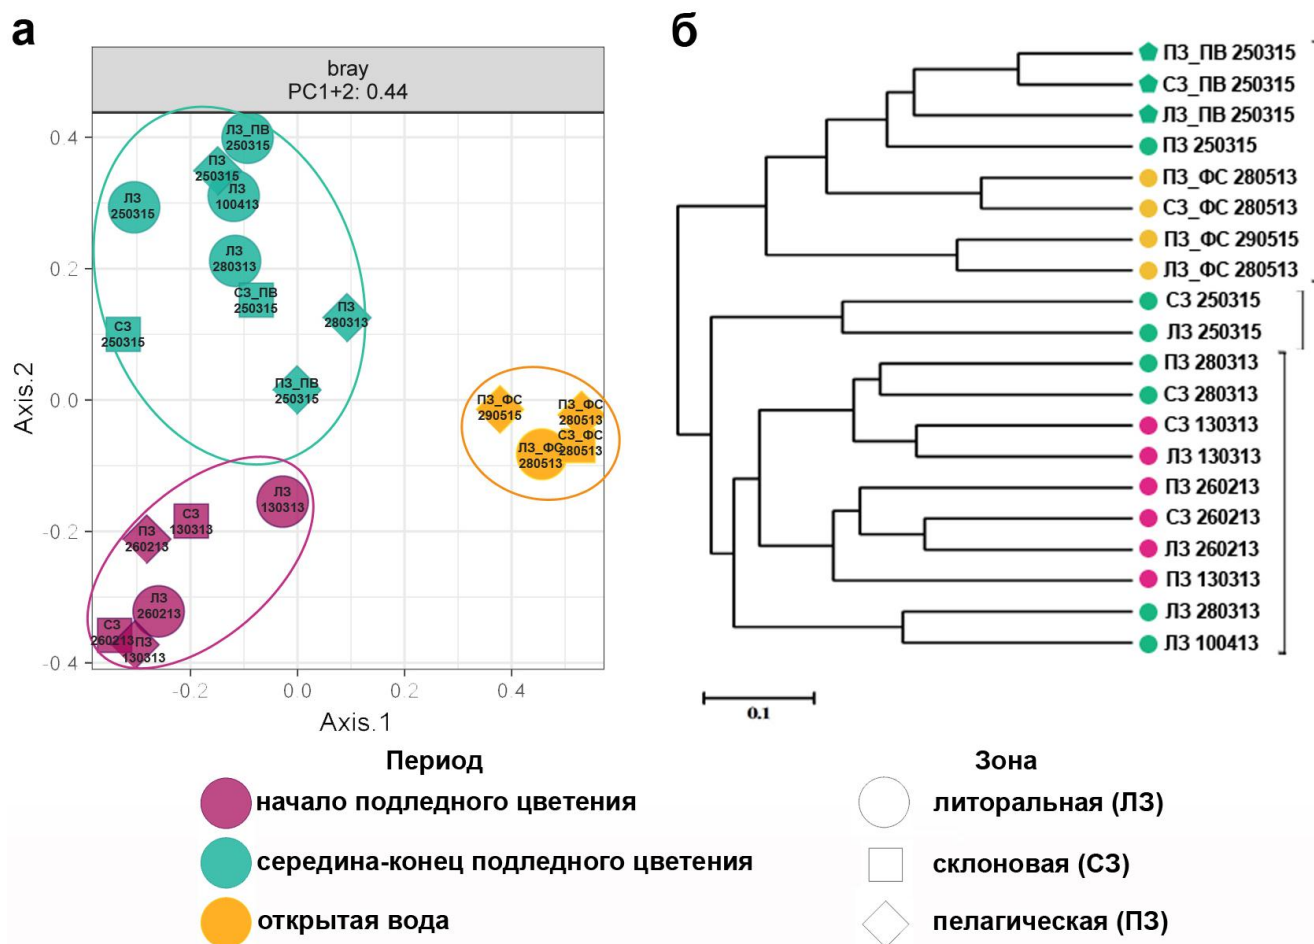 а
bray
PC1+2: 0.44
0.4
0.2
0.0
-0.2
-0.4
Axis.2
ЛЗ_ПВ
250315
ПЗ
250315
ЛЗ
100413
ЛЗ
250315
ЛЗ
280313
СЗ_ПВ
250315
ПЗ
280313
СЗ
250315
ПЗ_ПВ
250315
ПЗ_ФС
290515
ПЗ_ФС
280513
СЗ_ФС
280513
ЛЗ_ФС
280513
ЛЗ
130313
СЗ
130313
ПЗ
260213
ЛЗ
260213
СЗ
260213
ПЗ
130313
-0.2
0.0
0.2
0.4
Axis.1
б
ПЗ_ПВ 250315
СЗ_ПВ 250315
ЛЗ_ПВ 250315
ПЗ 250315
ПЗ_ФС 280513
СЗ_ФС 280513
ПЗ_ФС 290515
ЛЗ_ФС 280513
СЗ 250315
ЛЗ 250315
ПЗ 280313
СЗ 280313
СЗ 130313
ЛЗ 130313
ПЗ 260213
СЗ 260213
ЛЗ 260213
ПЗ 130313
ЛЗ 280313
ЛЗ 100413
0.1
Период
начало подледного цветения
середина-конец подледного цветения
открытая вода
Зона
литоральная (ЛЗ)
склоновая (СЗ)
пелагическая (ПЗ)